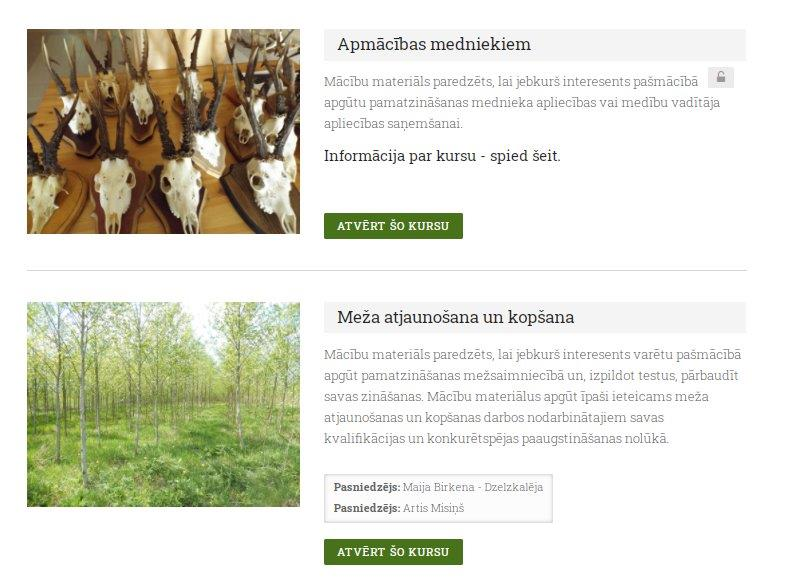 Apmācības medniekiem
Mācību materiāls paredzēts, lai jebkurš interesents pašmācībā
apgūtu pamatzināšanas mednieka apliecības vai medību vadītāja
apliecības saņemšanai.
Informācija par kursu - spied šeit.
ATVĒRT ŠO KURSU
Meža atjaunošana un kopšana
Mācību materiāls paredzēts, lai jebkurš interesents varētu pašmācībā
apgūt pamatzināšanas mežsaimniecībā un, izpildot testus, pārbaudīt
savas zināšanas. Mācību materiālus apgūt īpaši ieteicams meža
atjaunošanas un kopšanas darbos nodarbinātajiem savas
kvalifikācijas un konkurētspējas paaugstināšanas nolūkā.
Pasniedzējs: Maija Birkena - Dzelzkalēja
Pasniedzējs: Artis Misiņš
ATVĒRT ŠO KURSU